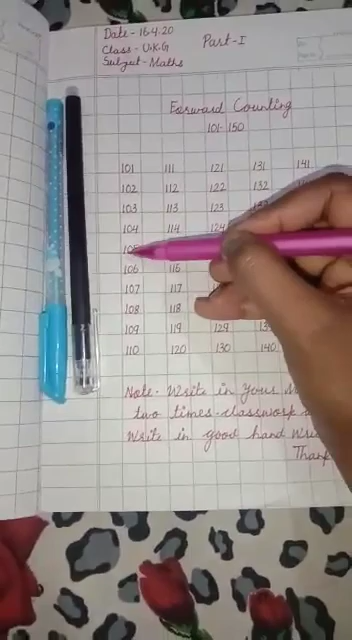 Date - 16.4.20
Class - U.K.G
Subject - Maths
Part-I
Forward Counting
101-150
101 111 121 131 141
102 112 122 132
103 113 123
104 114 124
105
106 116
107 117
108 118
109 119 129
110 120 130 140
Note- Write in your
two times-classwork
Write in good hand